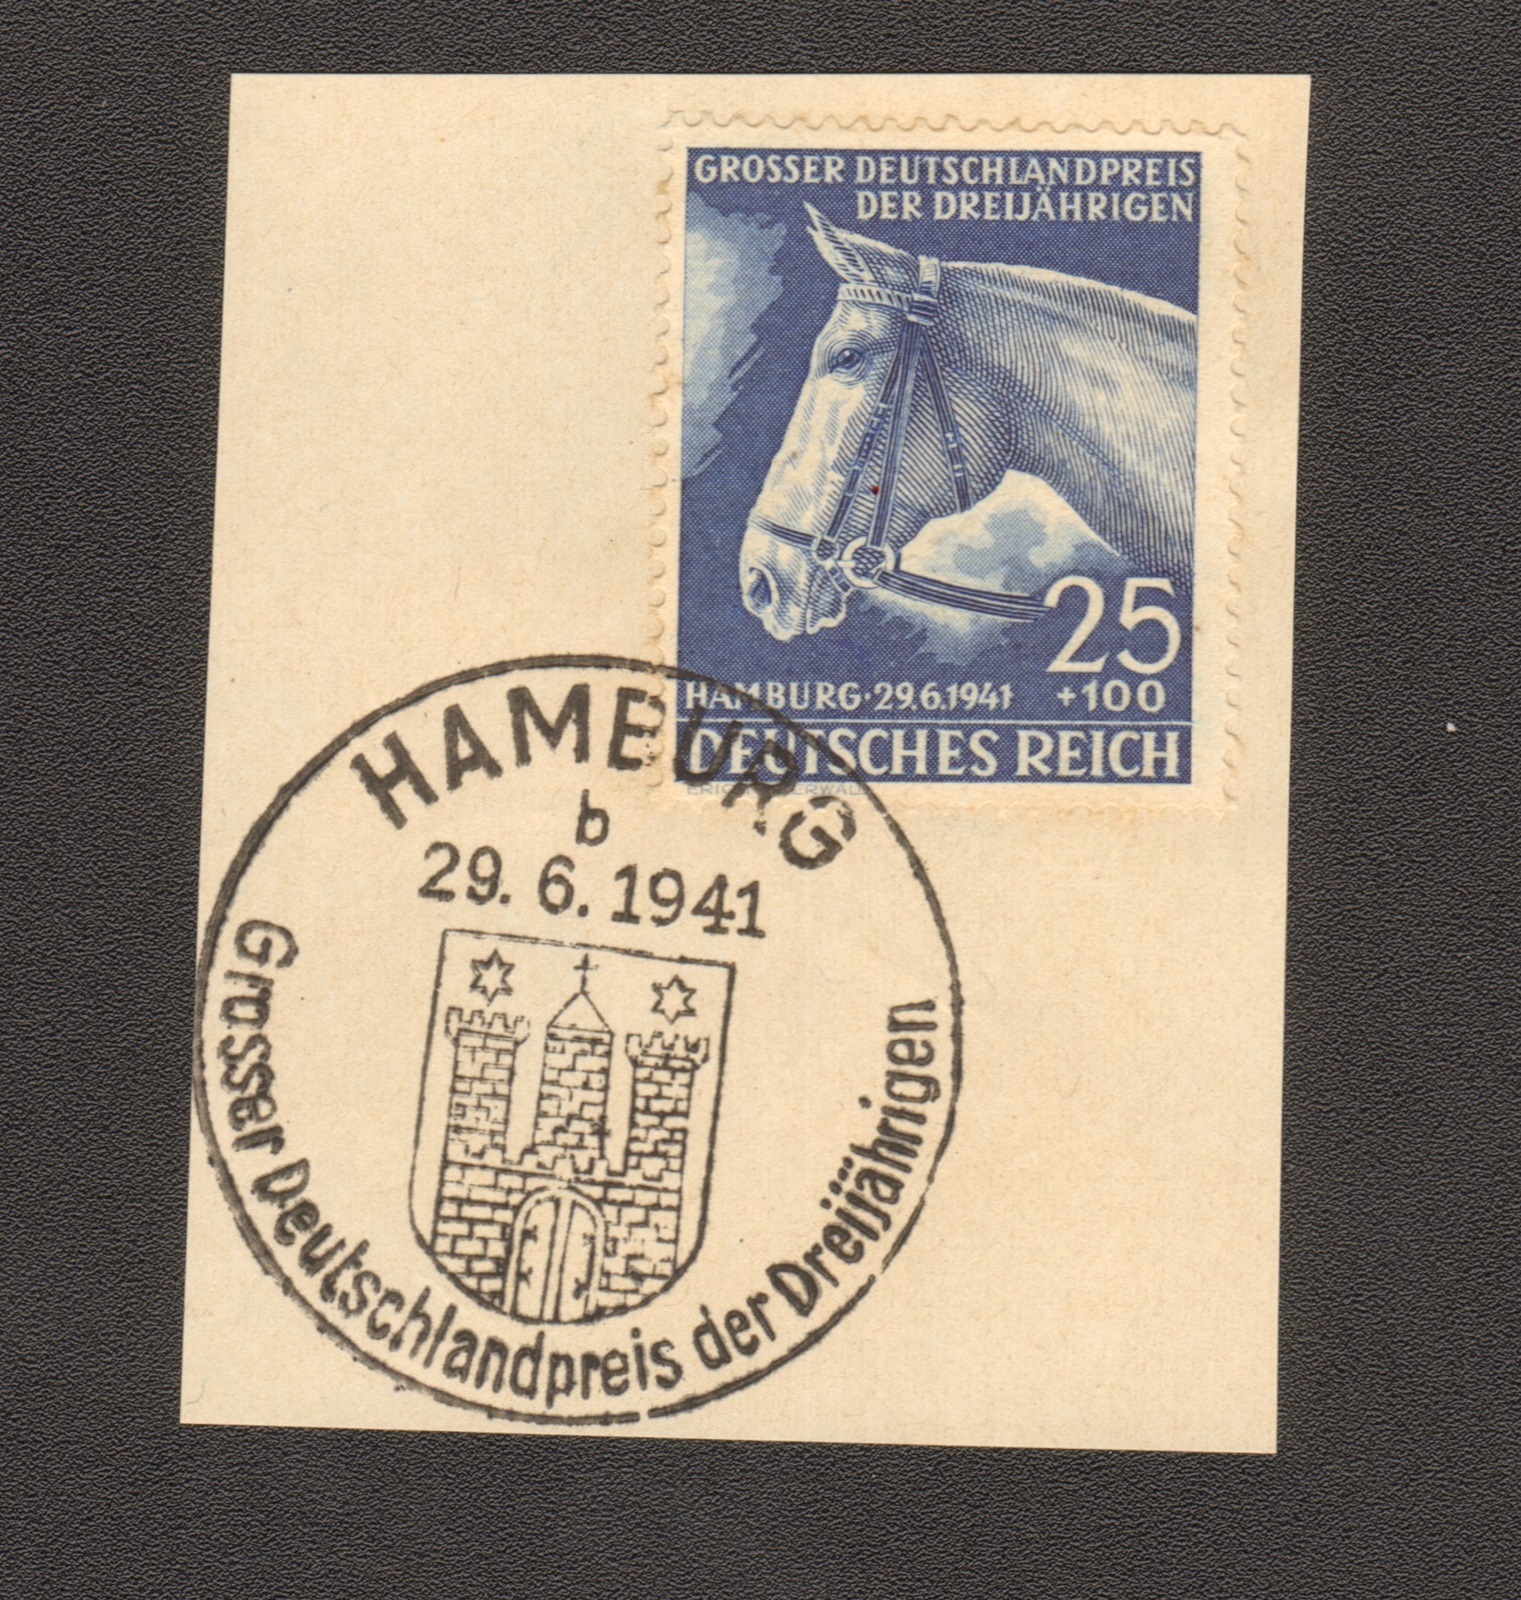 GROSSER DEUTSCHLANDPREIS
DER DREIJÄHRIGEN
25
HAMBURG·29.6.1941 +100
DEUTSCHES REICH
HAMBURG
b
29. 6. 1941
Grosser Deutschlandpreis der Dreijährigen